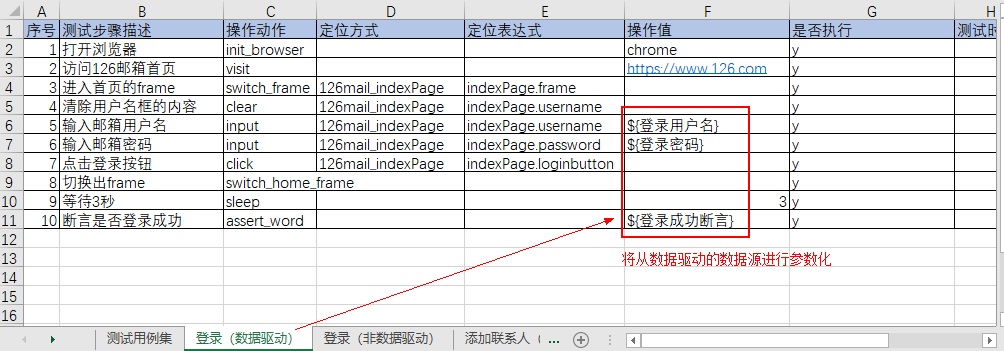 A B C D E F G H
1 序号 测试步骤描述 操作动作 定位方式 定位表达式 操作值 是否执行 测试时
2 1 打开浏览器 init_browser chrome y
3 2 访问126邮箱首页 visit https://www.126.com y
4 3 进入首页的frame switch_frame 126mail_indexPage indexPage.frame y
5 4 清除用户名框的内容 clear 126mail_indexPage indexPage.username y
6 5 输入邮箱用户名 input 126mail_indexPage indexPage.username ${登录用户名} y
7 6 输入邮箱密码 input 126mail_indexPage indexPage.password ${登录密码} y
8 7 点击登录按钮 click 126mail_indexPage indexPage.loginbutton y
9 8 切换出frame switch_home_frame y
10 9 等待3秒 sleep 3 y
11 10 断言是否登录成功 assert_word ${登录成功断言} y
12
13 将从数据驱动的数据源进行参数化
14
15
16
测试用例集 登录（数据驱动） 登录（非数据驱动） 添加联系人（ ...